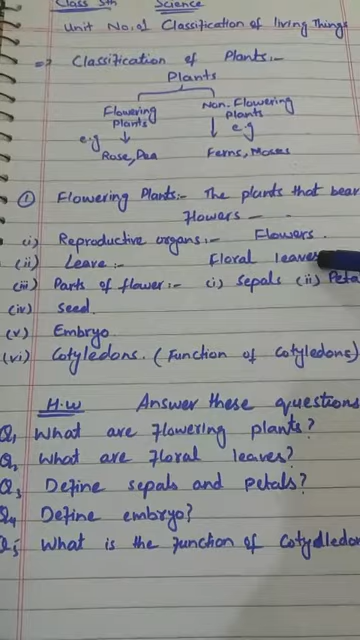 Class 5th Science
Unit No.01 Classification of living Things
=> Classification of Plants:-
Plants
Flowering Plants Non-Flowering Plants
e.g e.g
Rose, Pea Ferns, Moses
① Flowering Plants:- The plants that bear
flowers -
(i) Reproductive organs:- Flowers.
(ii) Leave:- Floral leaves
(iii) Parts of flower:- (i) Sepals (ii) Peta
(iv) Seed.
(v) Embryo.
(vi) Cotyledons. (Function of Cotyledons)
H.W Answer these questions
Q1 What are flowering plants?
Q2 What are floral leaves?
Q3 Define sepals and petals?
Q4 Define embryo?
Q5 What is the function of Cotydledon